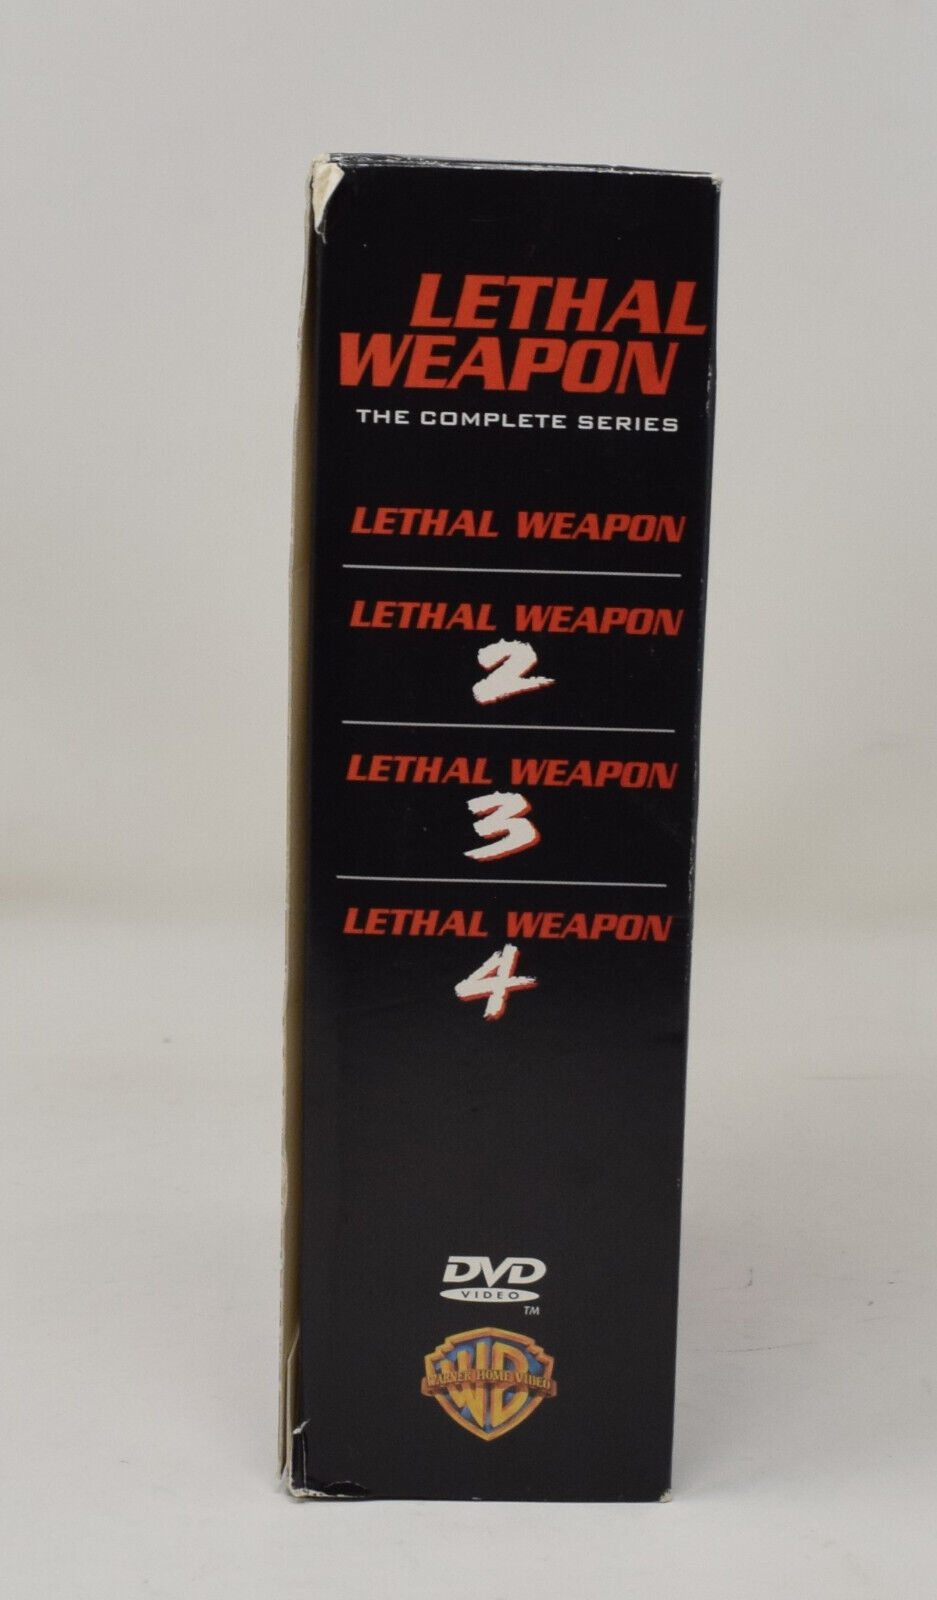 LETHAL
WEAPON
THE COMPLETE SERIES
LETHAL WEAPON
LETHAL WEAPON
2
LETHAL WEAPON
3
LETHAL WEAPON
4
DVD
VIDEO
TM
WB
WARNER HOME VIDEO